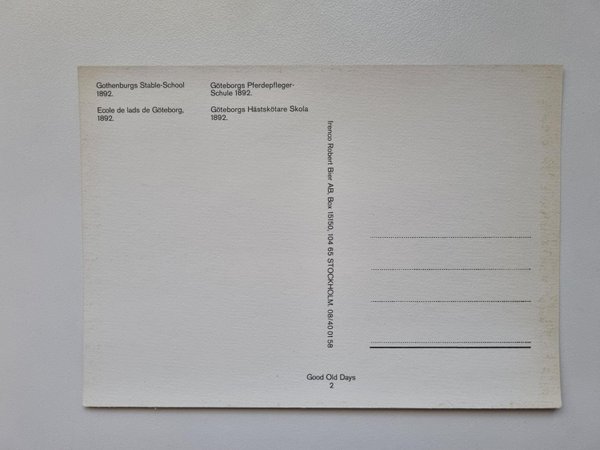 Gothenburgs Stable-School
1892.
Ecole de lads de Göteborg,
1892.
Göteborgs Pferdepfleger-
Schule 1892.
Göteborgs Hästskötare Skola
1892.
Irenco Robert Bier AB, Box 15150, 104 65 STOCKHOLM. 08/40 01 58
Good Old Days
2